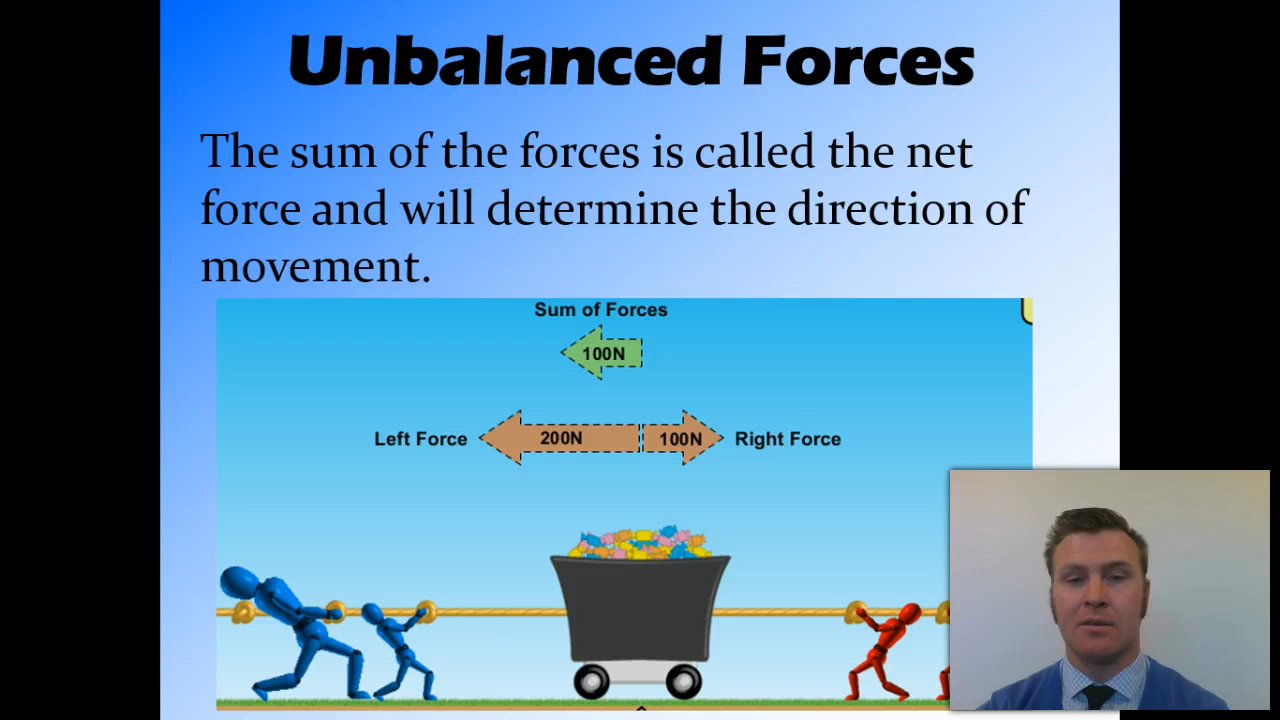 Unbalanced Forces
The sum of the forces is called the net
force and will determine the direction of
movement.
Sum of Forces
100N
Left Force
200N
100N
Right Force